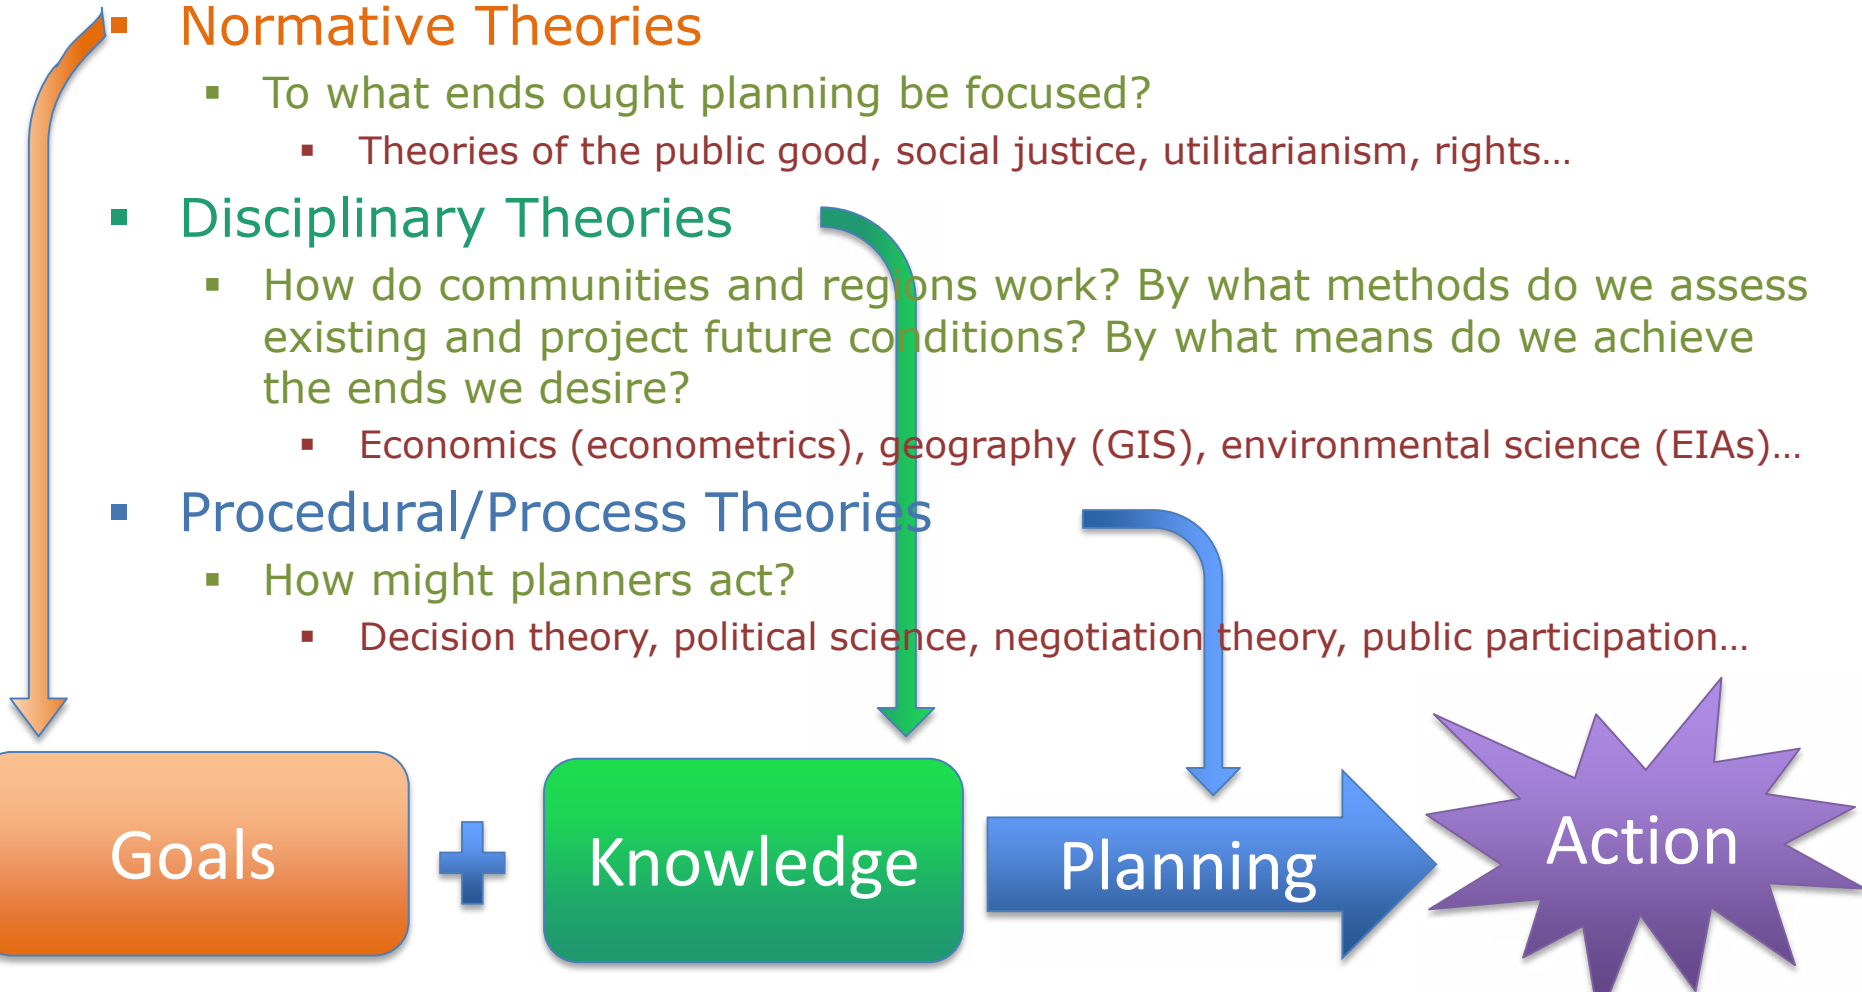 Normative Theories
To what ends ought planning be focused?
Theories of the public good, social justice, utilitarianism, rights…
Disciplinary Theories
How do communities and regions work? By what methods do we assess
existing and project future conditions? By what means do we achieve
the ends we desire?
Economics (econometrics), geography (GIS), environmental science (EIAs)…
Procedural/Process Theories
How might planners act?
Decision theory, political science, negotiation theory, public participation…
Goals
Knowledge
Planning
Action